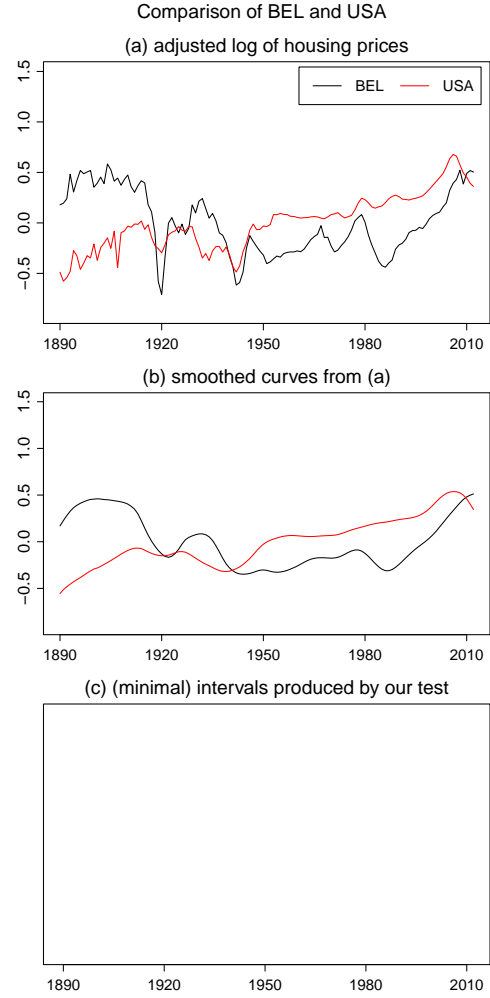 Comparison of BEL and USA
(a) adjusted log of housing prices
BEL USA
1.5
1.0
0.5
0.0
−0.5
1890 1920 1950 1980 2010
(b) smoothed curves from (a)
1.5
1.0
0.5
0.0
−0.5
1890 1920 1950 1980 2010
(c) (minimal) intervals produced by our test
1890 1920 1950 1980 2010